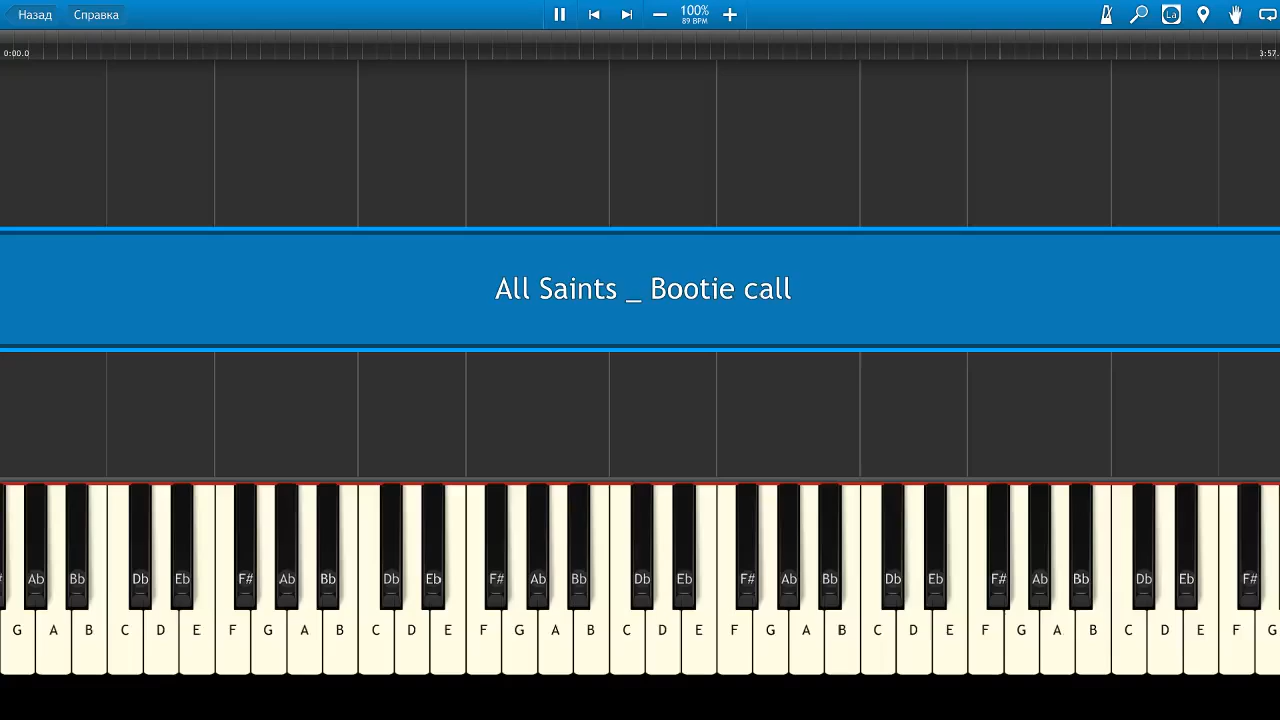 Назад Справка 100% La
89 BPM
0:00.0 3:57.
All Saints _ Bootie call
# Ab Bb Db Eb F# Ab Bb Db Eb F# Ab Bb Db Eb F# Ab Bb Db Eb F# Ab Bb Db Eb F#
G A B C D E F G A B C D E F G A B C D E F G A B C D E F G A B C D E F G